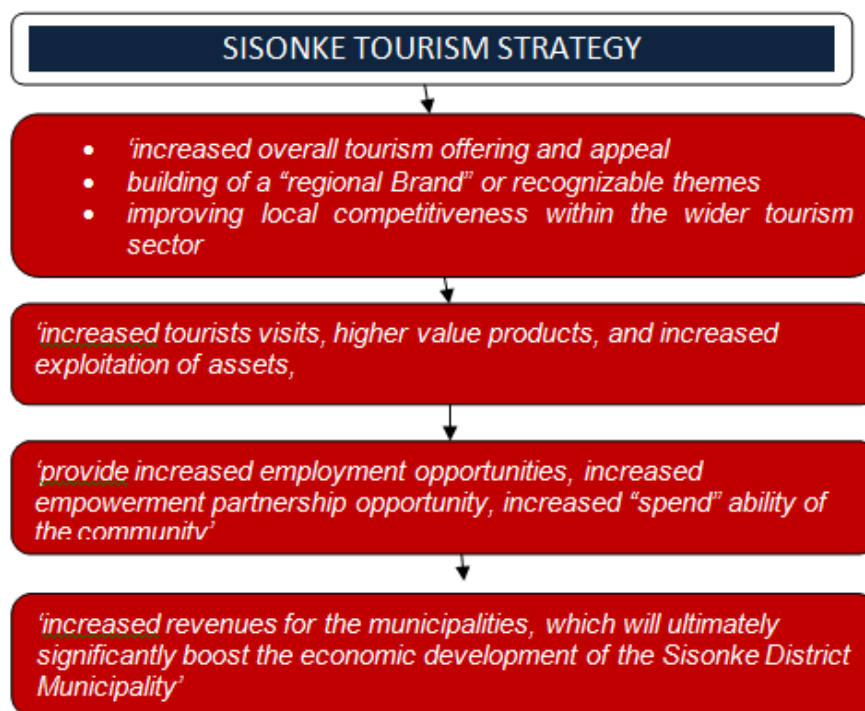 SISONKE TOURISM STRATEGY
• ‘increased overall tourism offering and appeal
• building of a “regional Brand” or recognizable themes
• improving local competitiveness within the wider tourism
sector
‘increased tourists visits, higher value products, and increased
exploitation of assets,
‘provide increased employment opportunities, increased
empowerment partnership opportunity, increased “spend” ability of
the community’
‘increased revenues for the municipalities, which will ultimately
significantly boost the economic development of the Sisonke District
Municipality’